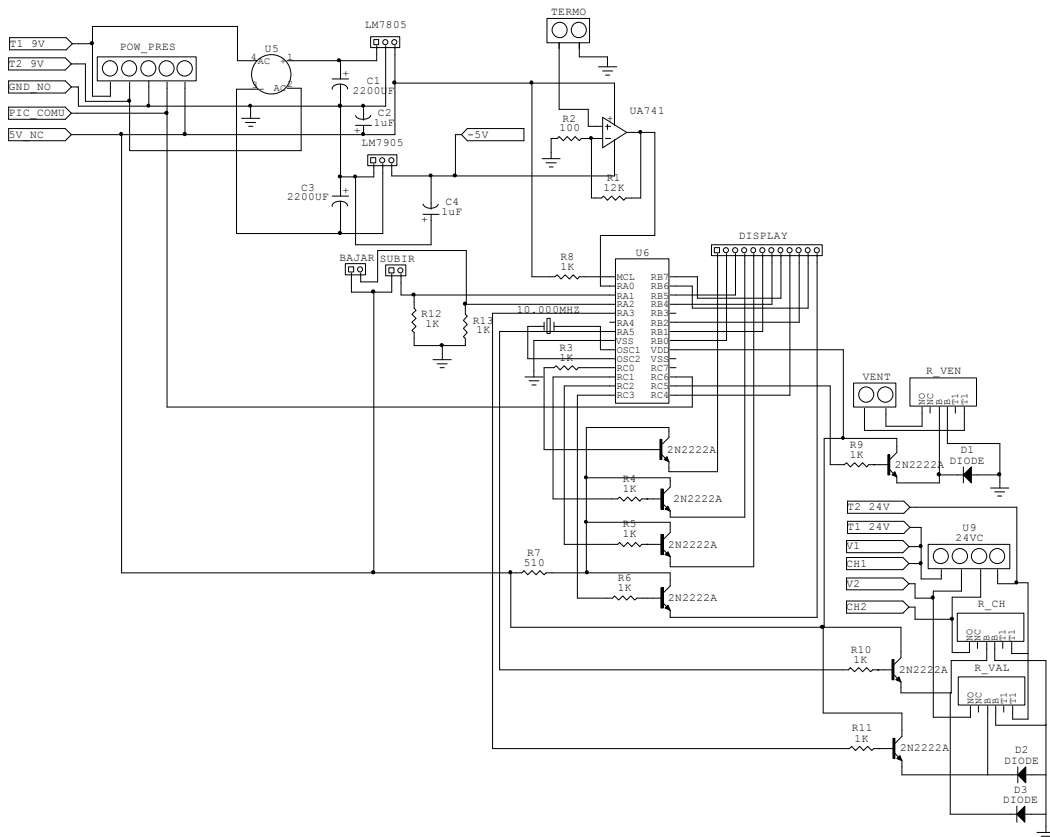 TERMO
LM7805
T1 9V
POW_PRES
U5
4 AC + 1
3 - AC 2
T2 9V
GND_NO
PIC_COMU
5V_NC
C1
2200UF
C2
1uF
-5V
UA741
R2
100
LM7905
R1
12K
C3
2200UF
C4
1uF
DISPLAY
BAJAR
SUBIR
R8
1K
U6
MCL
RA0
RA1
RA2
RA3
RA4
RA5
VSS
OSC1
OSC2
RC0
RC1
RC2
RC3
RB7
RB6
RB5
RB4
RB3
RB2
RB1
RB0
VDD
VSS
RC7
RC6
RC5
RC4
R12
1K
R13
1K
10.000MHZ
R3
1K
VENT
R_VEN
NO
NC
B
B
T1
T1
2N2222A
R9
1K
2N2222A
D1
DIODE
R4
1K
2N2222A
T2 24V
T1 24V
V1
CH1
V2
CH2
U9
24VC
R5
1K
2N2222A
R7
510
R6
1K
2N2222A
R_CH
NO
NC
B
B
T1
T1
R10
1K
2N2222A
R_VAL
NO
NC
B
B
T1
T1
R11
1K
2N2222A
D2
DIODE
D3
DIODE